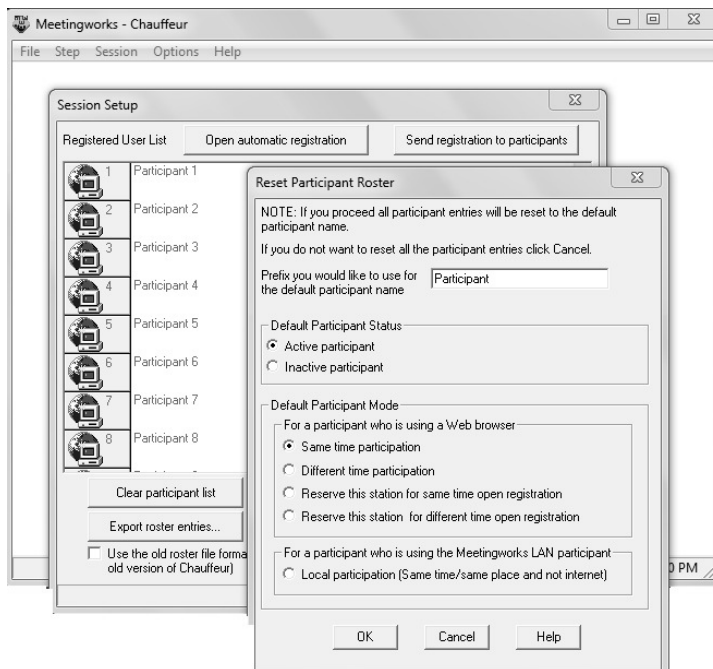 Meetingworks - Chauffeur
File Step Session Options Help
Session Setup
Registered User List
Open automatic registration
Send registration to participants
1 Participant 1
2 Participant 2
3 Participant 3
4 Participant 4
5 Participant 5
6 Participant 6
7 Participant 7
8 Participant 8
Clear participant list
Export roster entries...
Use the old roster file forma
old version of Chauffeur)
0 PM
Reset Participant Roster
NOTE: If you proceed all participant entries will be reset to the default
participant name.
If you do not want to reset all the participant entries click Cancel.
Prefix you would like to use for
the default participant name
Participant
Default Participant Status
Active participant
Inactive participant
Default Participant Mode
For a participant who is using a Web browser
Same time participation
Different time participation
Reserve this station for same time open registration
Reserve this station for different time open registration
For a participant who is using the Meetingworks LAN participant
Local participation (Same time/same place and not internet)
OK
Cancel
Help